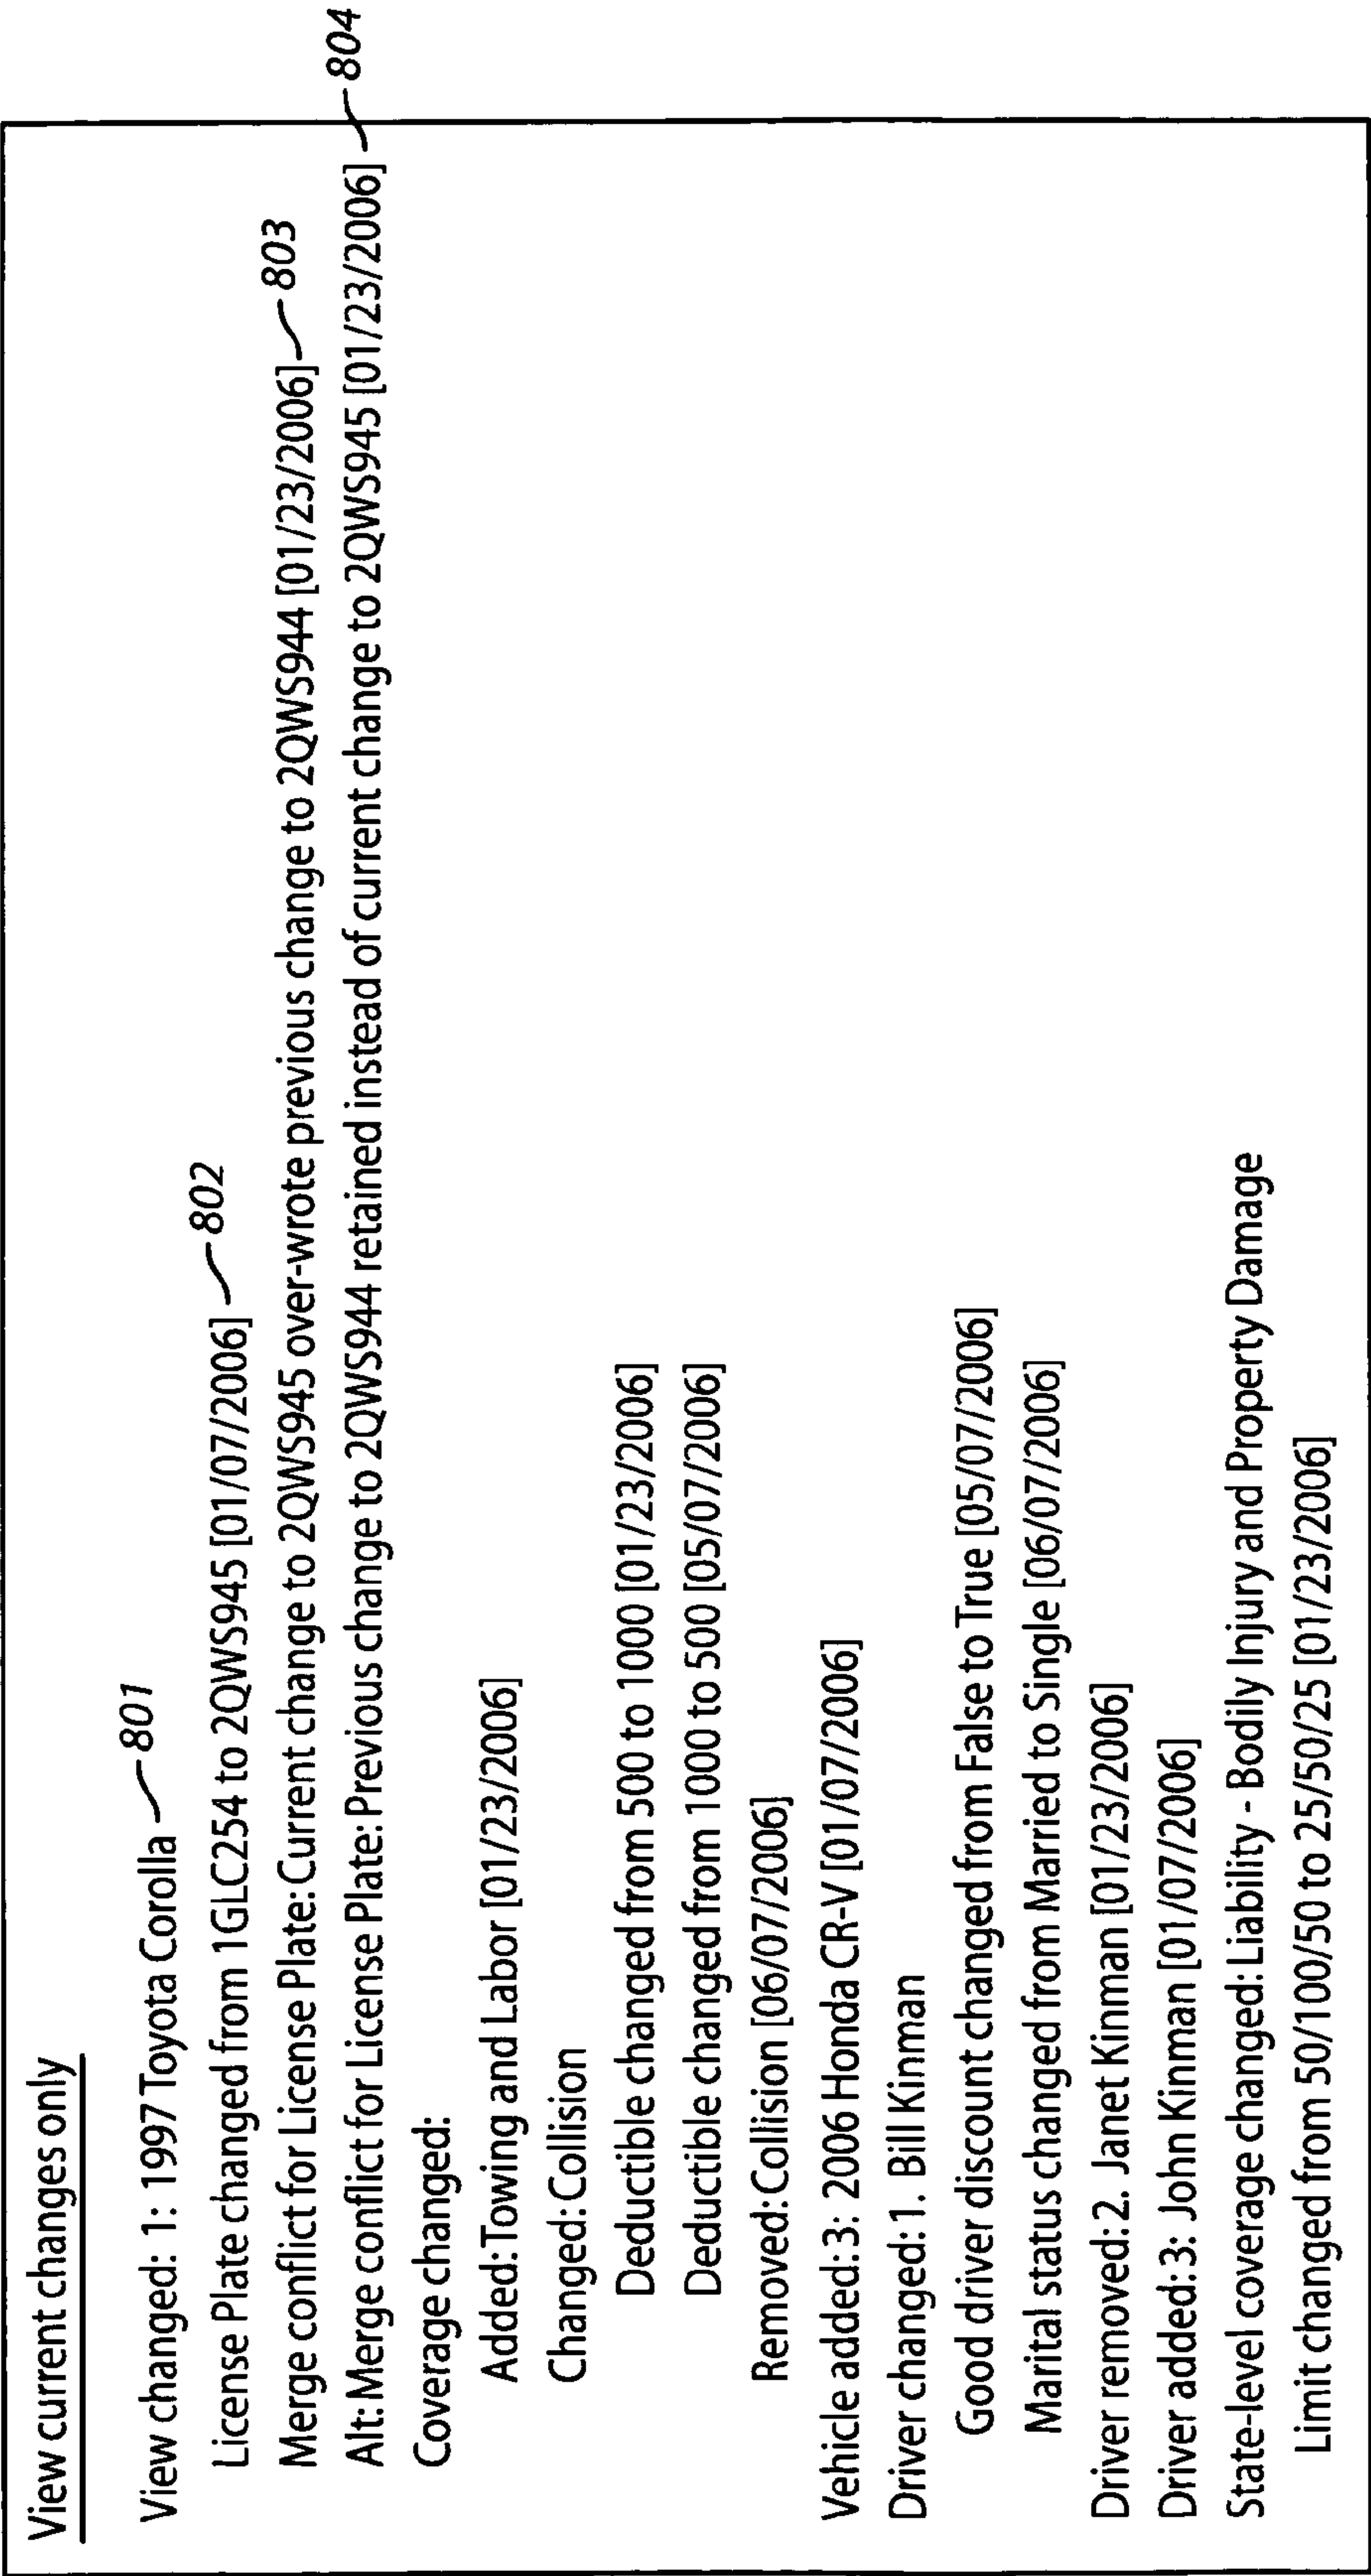 View current changes only
View changed: 1: 1997 Toyota Corolla 801
License Plate changed from 1GLC254 to 2QWS945 [01/07/2006] 802
Merge conflict for License Plate: Current change to 2QWS945 over-wrote previous change to 2QWS944 [01/23/2006] 803
Alt: Merge conflict for License Plate: Previous change to 2QWS944 retained instead of current change to 2QWS945 [01/23/2006] 804
Coverage changed:
Added: Towing and Labor [01/23/2006]
Changed: Collision
Deductible changed from 500 to 1000 [01/23/2006]
Deductible changed from 1000 to 500 [05/07/2006]
Removed: Collision [06/07/2006]
Vehicle added: 3: 2006 Honda CR-V [01/07/2006]
Driver changed: 1. Bill Kinman
Good driver discount changed from False to True [05/07/2006]
Marital status changed from Married to Single [06/07/2006]
Driver removed: 2. Janet Kinman [01/23/2006]
Driver added: 3: John Kinman [01/07/2006]
State-level coverage changed: Liability - Bodily Injury and Property Damage
Limit changed from 50/100/50 to 25/50/25 [01/23/2006]